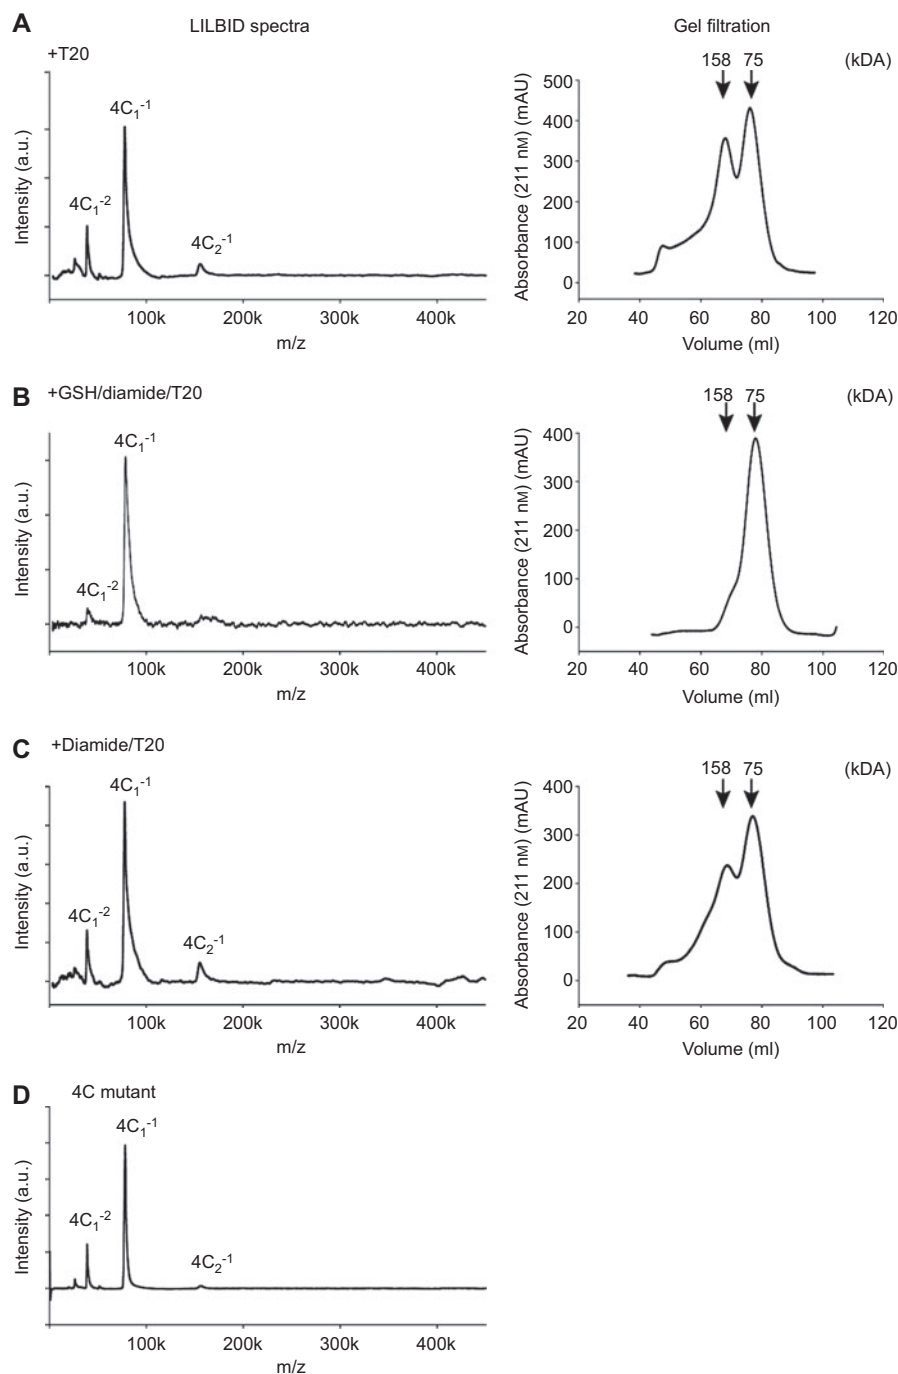 A
LILBID spectra
Gel filtration
+T20
158 75 (kDA)
4C1-1
4C1-2
4C2-1
Intensity (a.u.)
100k 200k 300k 400k
m/z
Absorbance (211 nM) (mAU)
500
400
300
200
100
0
20 40 60 80 100 120
Volume (ml)
B
+GSH/diamide/T20
158 75 (kDA)
4C1-1
4C1-2
Intensity (a.u.)
100k 200k 300k 400k
m/z
Absorbance (211 nM) (mAU)
400
300
200
100
0
20 40 60 80 100 120
Volume (ml)
C
+Diamide/T20
158 75 (kDA)
4C1-1
4C1-2
4C2-1
Intensity (a.u.)
100k 200k 300k 400k
m/z
Absorbance (211 nM) (mAU)
400
300
200
100
0
20 40 60 80 100 120
Volume (ml)
D
4C mutant
4C1-1
4C1-2
4C2-1
Intensity (a.u.)
100k 200k 300k 400k
m/z